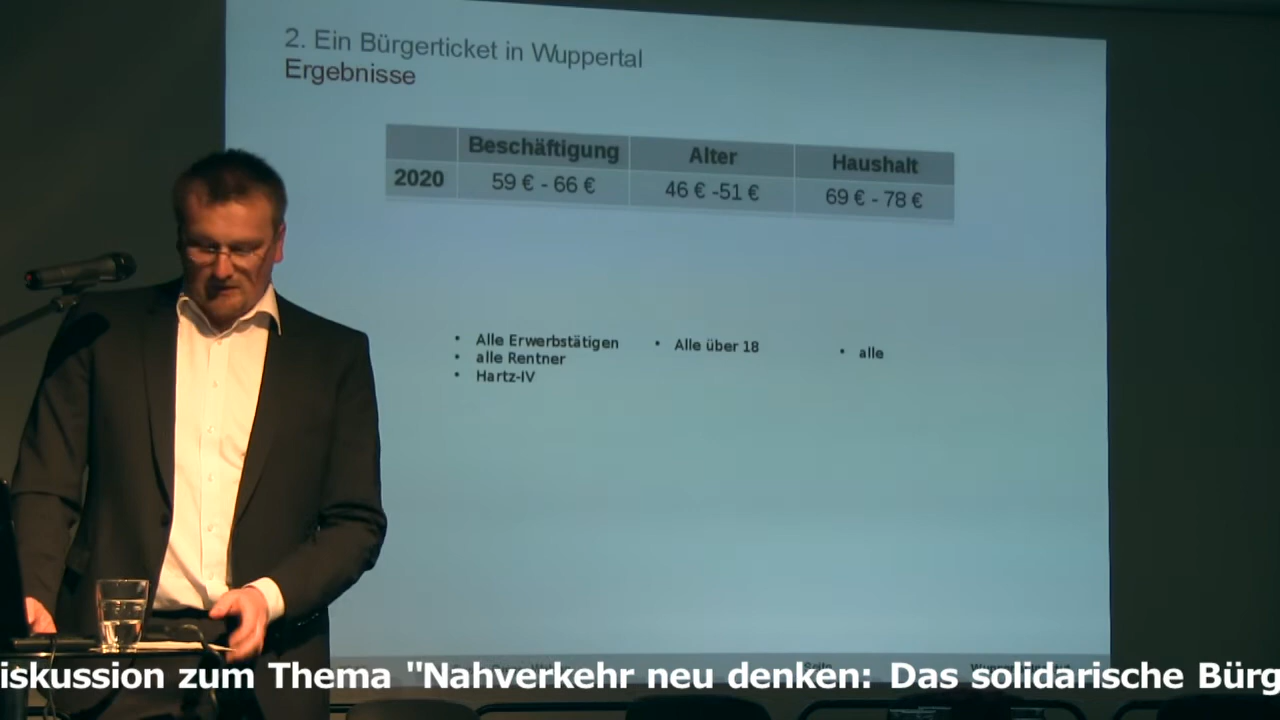 2. Ein Bürgerticket in Wuppertal
Ergebnisse
Beschäftigung Alter Haushalt
2020 59 € - 66 € 46 € -51 € 69 € - 78 €
• Alle Erwerbstätigen
• alle Rentner
• Hartz-IV
• Alle über 18
• alle
iskussion zum Thema "Nahverkehr neu denken: Das solidarische Bürg